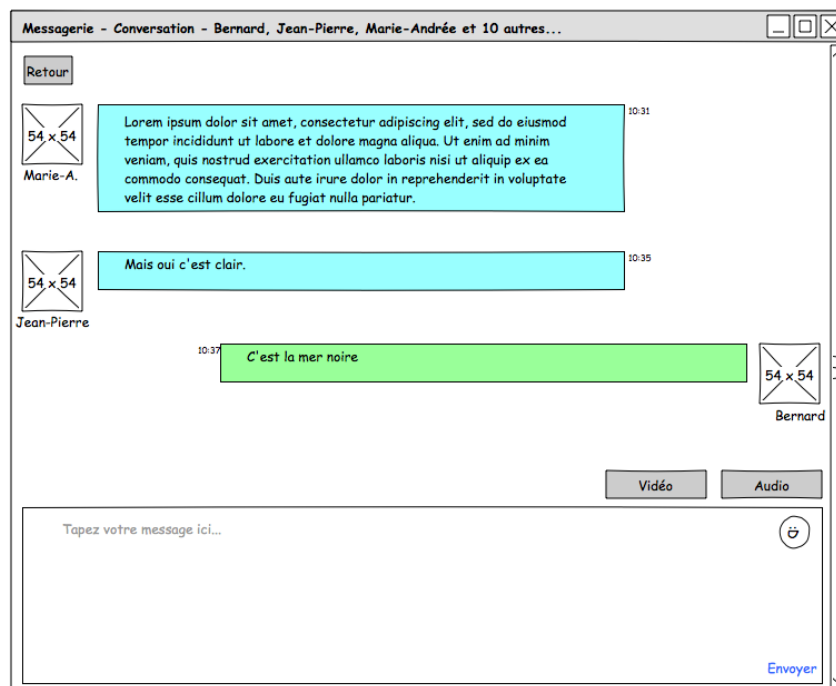 Messagerie - Conversation - Bernard, Jean-Pierre, Marie-Andrée et 10 autres...
Retour
54 x 54
Marie-A.
Lorem ipsum dolor sit amet, consectetur adipiscing elit, sed do eiusmod
tempor incididunt ut labore et dolore magna aliqua. Ut enim ad minim
veniam, quis nostrud exercitation ullamco laboris nisi ut aliquip ex ea
commodo consequat. Duis aute irure dolor in reprehenderit in voluptate
velit esse cillum dolore eu fugiat nulla pariatur.
10:31
54 x 54
Jean-Pierre
Mais oui c'est clair.
10:35
10:37
C'est la mer noire
54 x 54
Bernard
Vidéo
Audio
Tapez votre message ici...
Envoyer